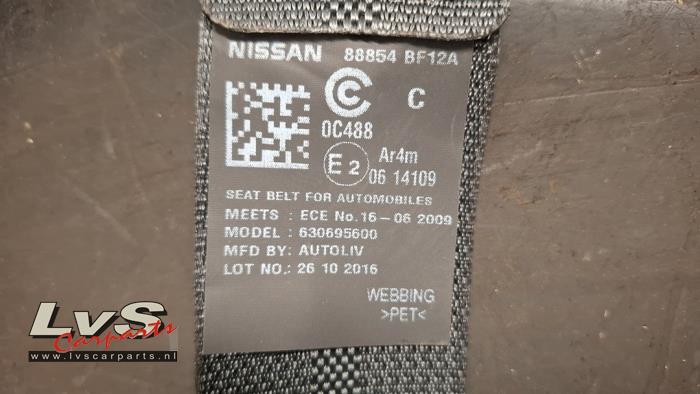 NISSAN 88854 BF12A
C C
0C488
E2 Ar4m
06 14109
SEAT BELT FOR AUTOMOBILES
MEETS : ECE No.16-06 2009
MODEL : 630695600
MFD BY: AUTOLIV
LOT NO.: 26 10 2016
WEBBING
>PET<
LvS
Carparts
www.lvscarparts.nl